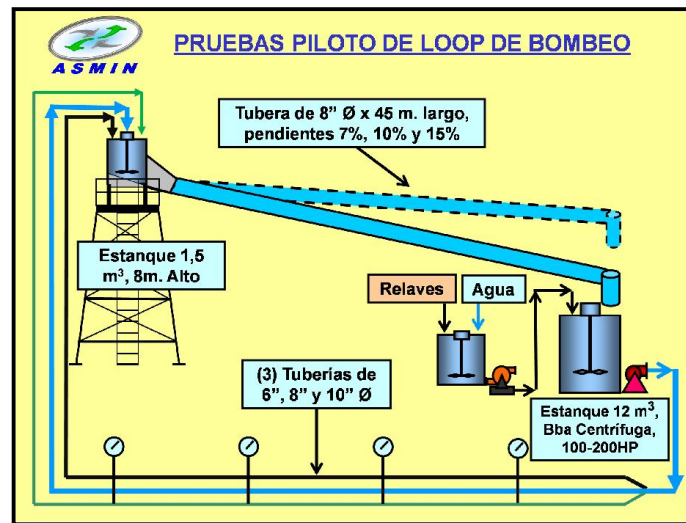 ASMIN
PRUEBAS PILOTO DE LOOP DE BOMBEO
Tubera de 8” Ø x 45 m. largo,
pendientes 7%, 10% y 15%
Estanque 1,5
m³, 8m. Alto
Relaves
Agua
(3) Tuberías de
6”, 8” y 10” Ø
Estanque 12 m³,
Bba Centrífuga,
100-200HP